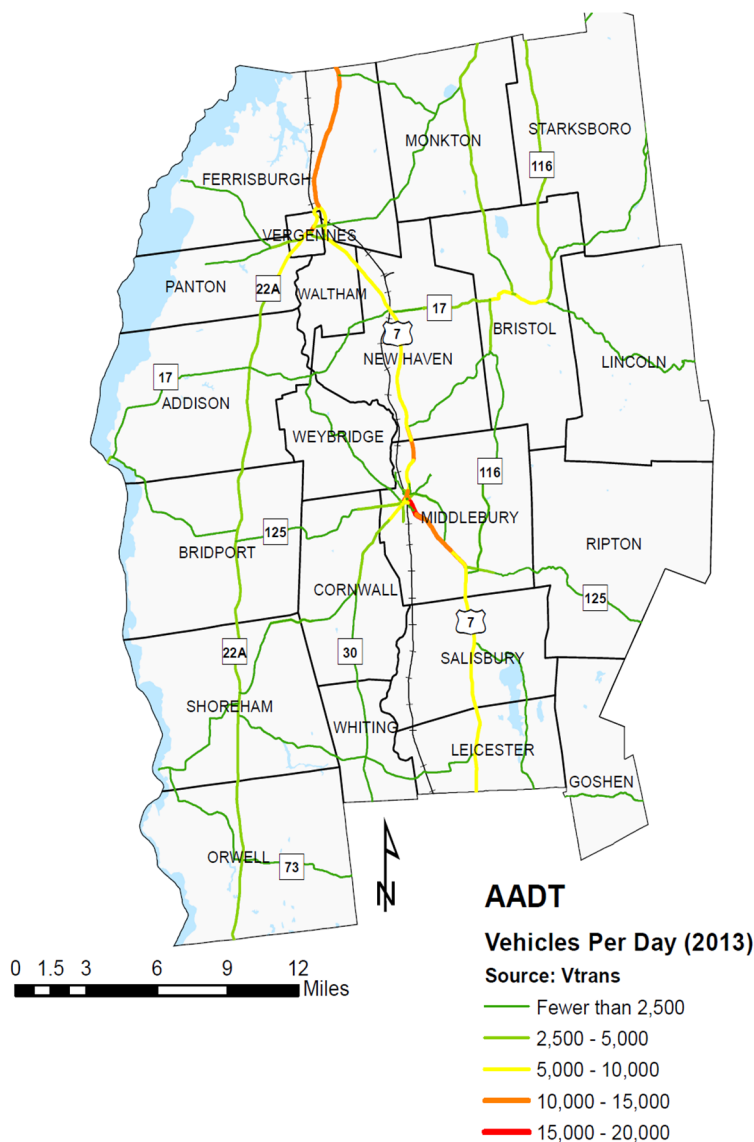 STARKSBORO
MONKTON
116
FERRISBURGH
VERGENNES
PANTON
22A
WALTHAM
17
7
BRISTOL
NEW HAVEN
LINCOLN
17
ADDISON
WEYBRIDGE
116
MIDDLEBURY
125
BRIDPORT
RIPTON
CORNWALL
125
7
22A
30
SALISBURY
SHOREHAM
WHITING
LEICESTER
GOSHEN
ORWELL
73
N
AADT
Vehicles Per Day (2013)
Source: Vtrans
0 1.5 3 6 9 12
Miles
Fewer than 2,500
2,500 - 5,000
5,000 - 10,000
10,000 - 15,000
15,000 - 20,000